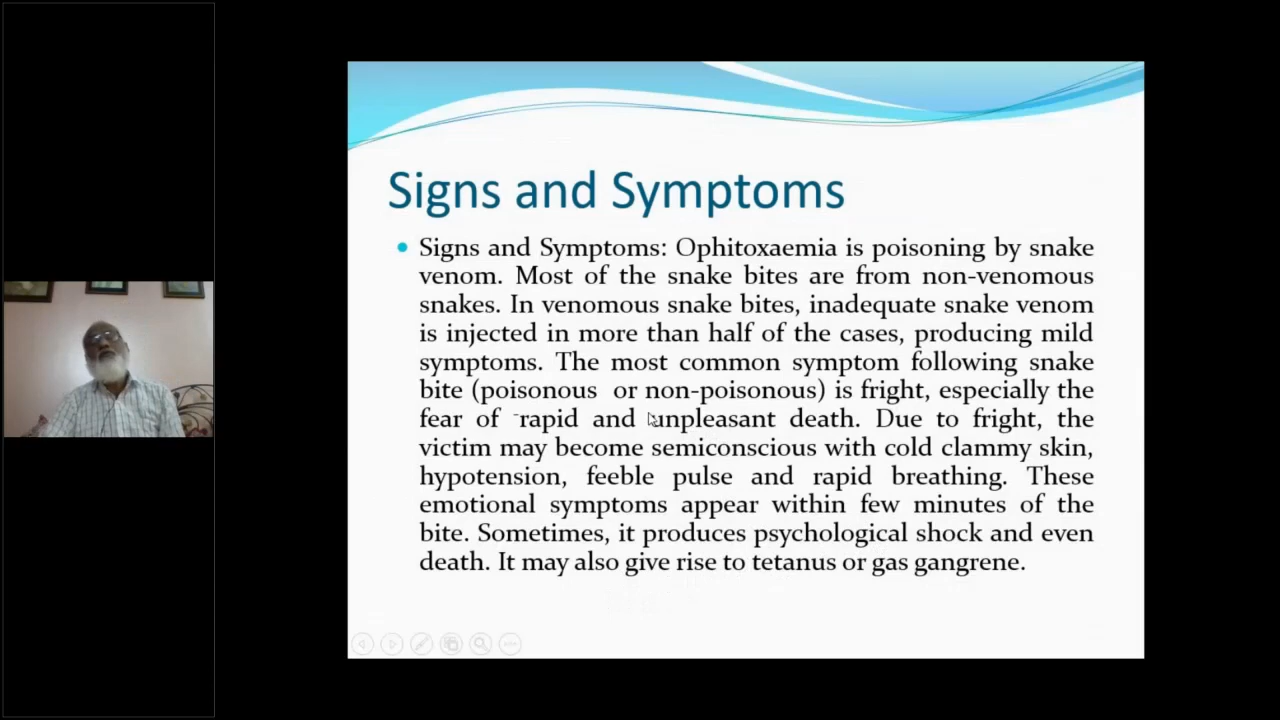 Signs and Symptoms
Signs and Symptoms: Ophitoxaemia is poisoning by snake
venom. Most of the snake bites are from non-venomous
snakes. In venomous snake bites, inadequate snake venom
is injected in more than half of the cases, producing mild
symptoms. The most common symptom following snake
bite (poisonous or non-poisonous) is fright, especially the
fear of -rapid and unpleasant death. Due to fright, the
victim may become semiconscious with cold clammy skin,
hypotension, feeble pulse and rapid breathing. These
emotional symptoms appear within few minutes of the
bite. Sometimes, it produces psychological shock and even
death. It may also give rise to tetanus or gas gangrene.